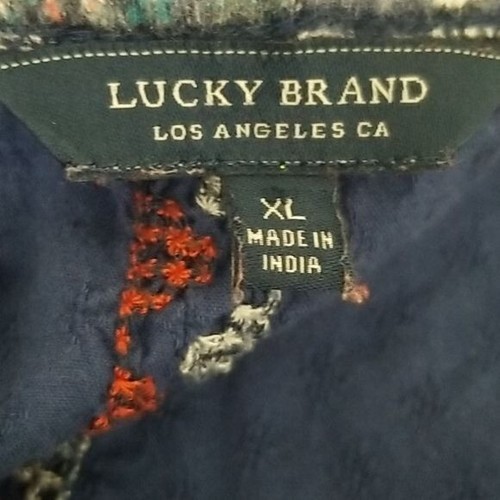 LUCKY BRAND
LOS ANGELES CA
XL
MADE IN
INDIA